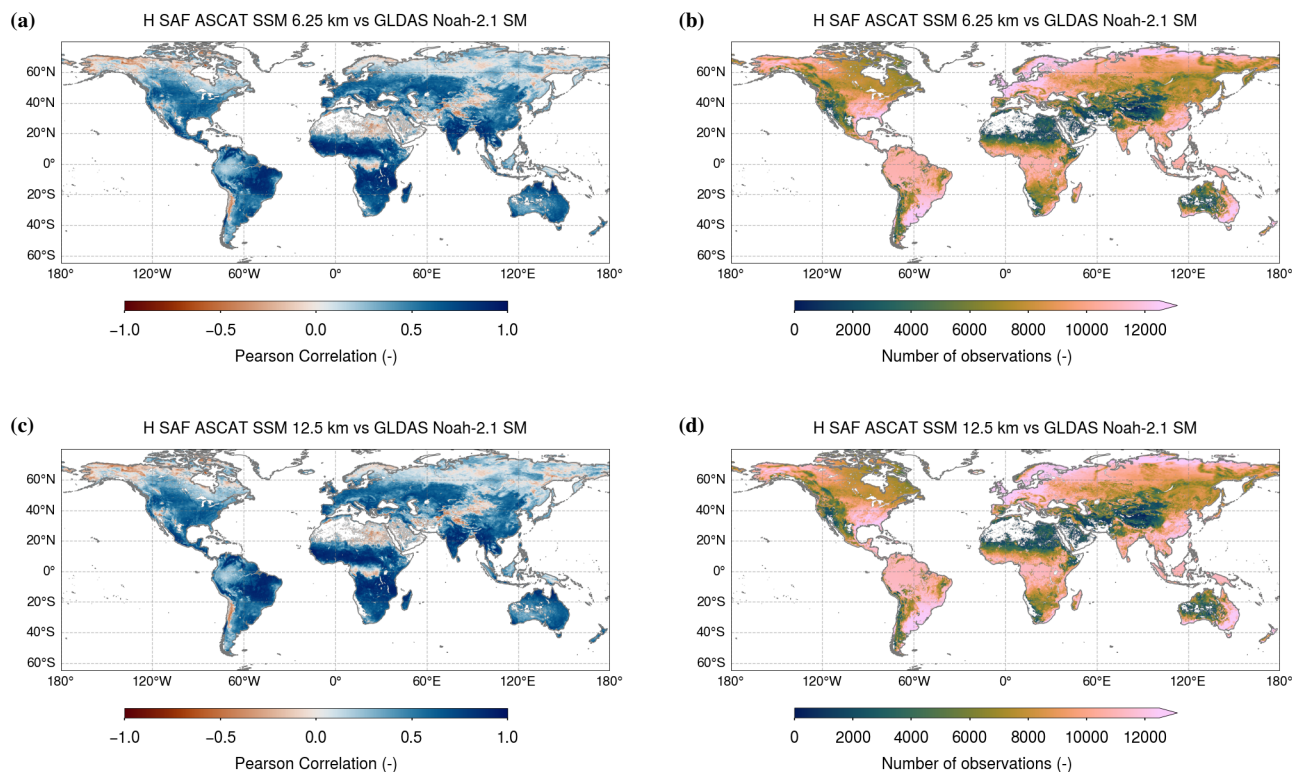 (a)
H SAF ASCAT SSM 6.25 km vs GLDAS Noah-2.1 SM
60°N
40°N
20°N
0°
20°S
40°S
60°S
180° 120°W 60°W 0° 60°E 120°E 180°
−1.0 −0.5 0.0 0.5 1.0
Pearson Correlation (-)
(b)
H SAF ASCAT SSM 6.25 km vs GLDAS Noah-2.1 SM
60°N
40°N
20°N
0°
20°S
40°S
60°S
180° 120°W 60°W 0° 60°E 120°E 180°
0 2000 4000 6000 8000 10000 12000
Number of observations (-)
(c)
H SAF ASCAT SSM 12.5 km vs GLDAS Noah-2.1 SM
60°N
40°N
20°N
0°
20°S
40°S
60°S
180° 120°W 60°W 0° 60°E 120°E 180°
−1.0 −0.5 0.0 0.5 1.0
Pearson Correlation (-)
(d)
H SAF ASCAT SSM 12.5 km vs GLDAS Noah-2.1 SM
60°N
40°N
20°N
0°
20°S
40°S
60°S
180° 120°W 60°W 0° 60°E 120°E 180°
0 2000 4000 6000 8000 10000 12000
Number of observations (-)